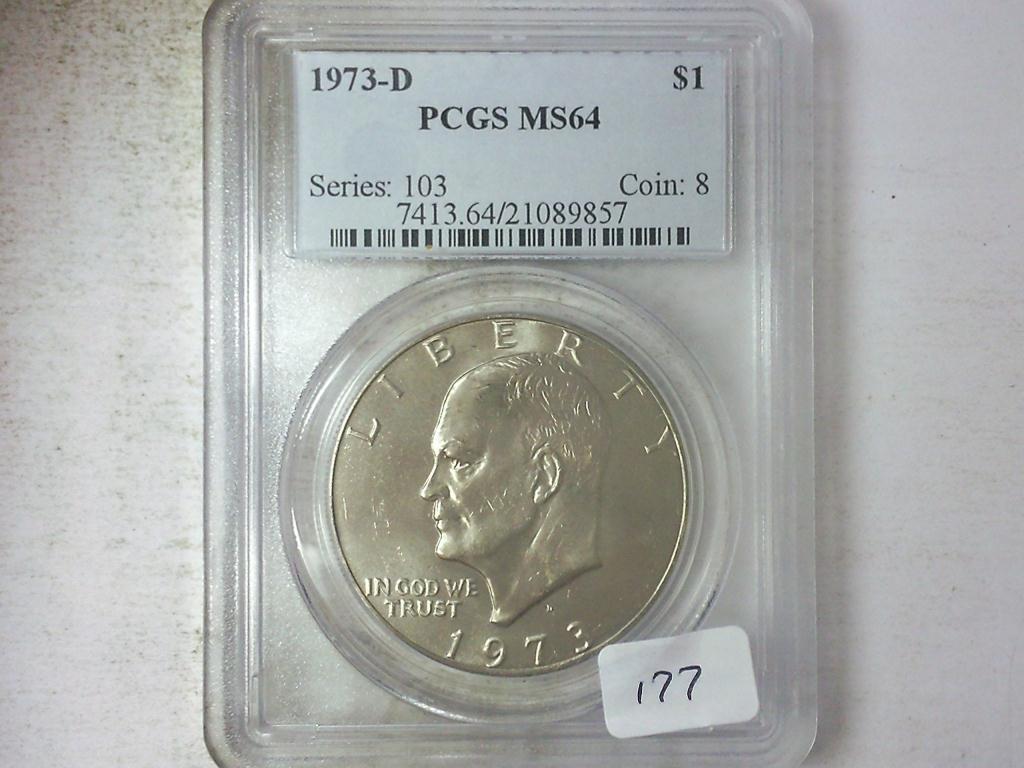 1973-D $1
PCGS MS64
Series: 103 Coin: 8
7413.64/21089857
LIBERTY
IN GOD WE
TRUST
D
1973
177